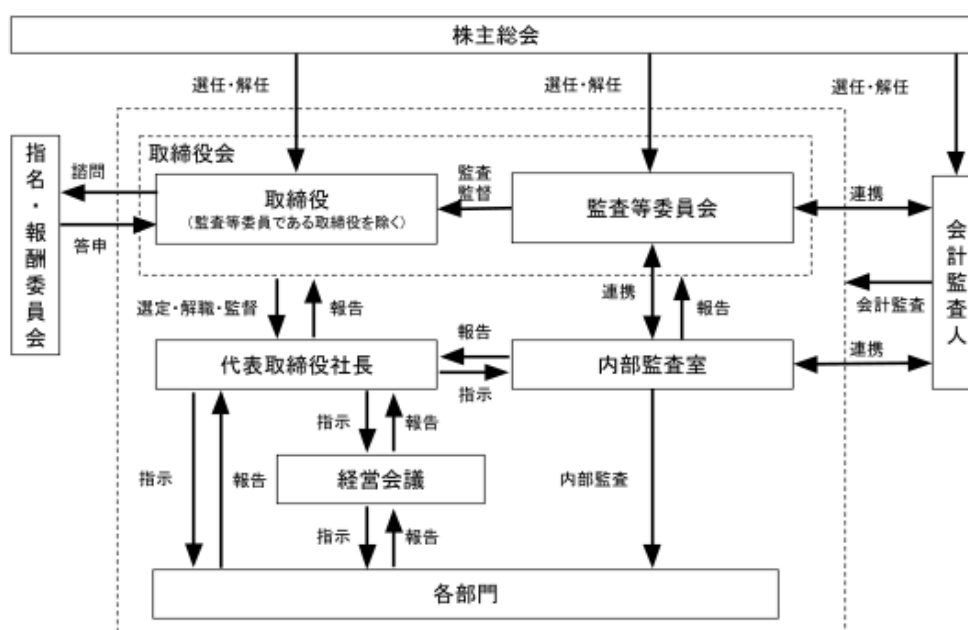 株主総会
選任・解任
選任・解任
選任・解任
指名・報酬委員会
諮問
答申
取締役会
取締役
(監査等委員である取締役を除く)
監査
監督
監査等委員会
連携
会計監査人
会計監査
連携
選定・解職・監督
報告
連携
報告
代表取締役社長
報告
指示
内部監査室
指示
報告
指示
報告
経営会議
内部監査
指示
報告
各部門